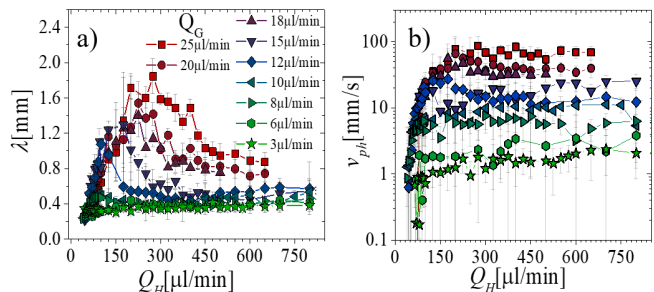 a)
Q_G
25µl/min
20µl/min
18µl/min
15µl/min
12µl/min
10µl/min
8µl/min
6µl/min
3µl/min
λ[mm]
2.0
1.6
1.2
0.8
0.4
0.0
150 300 450 600 750
Q_H[µl/min]
b)
v_ph[mm/s]
100
10
1
0.1
150 300 450 600 750
Q_H[µl/min]